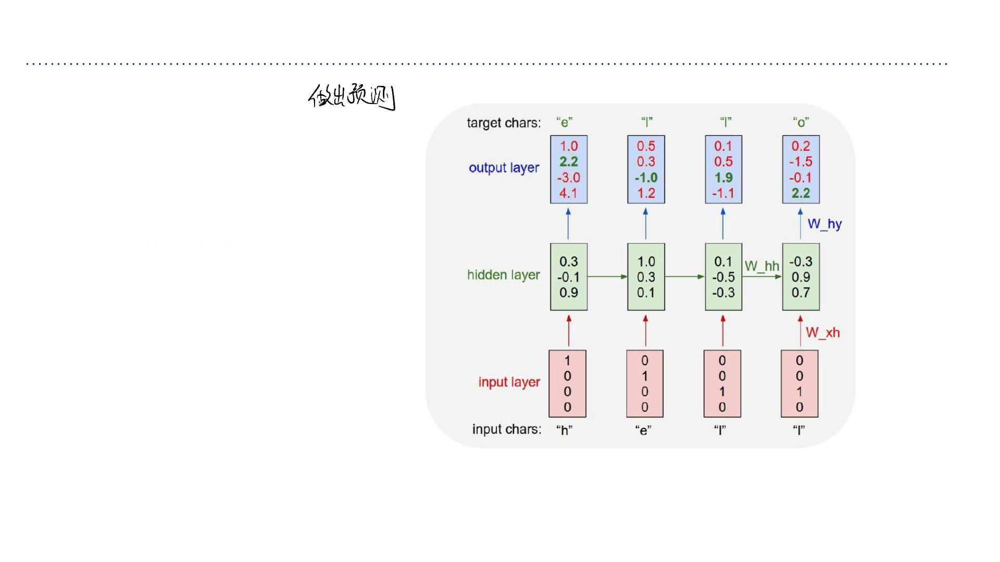 做出预测
target chars: “e” “l” “l” “o”
1.0 0.5 0.1 0.2
output layer 2.2 0.3 0.5 -1.5
-3.0 -1.0 1.9 -0.1
4.1 1.2 -1.1 2.2
W_hy
0.3 1.0 0.1 W_hh -0.3
hidden layer -0.1 0.3 -0.5 0.9
0.9 0.1 -0.3 0.7
W_xh
1 0 0 0
input layer 0 1 0 0
0 0 1 1
0 0 0 0
input chars: “h” “e” “l” “l”